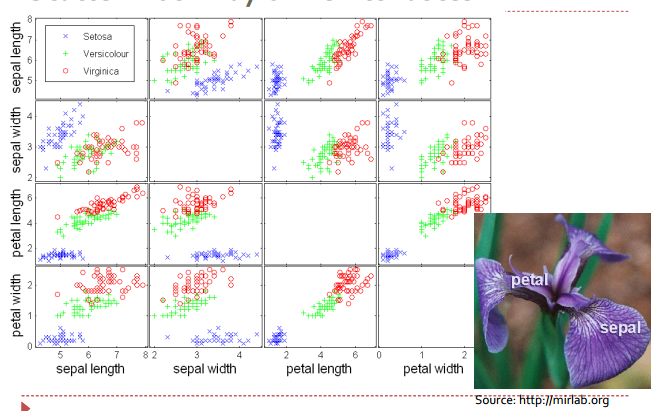 Setosa
Versicolour
Virginica
sepal length
8
7
6
5
sepal width
4
3
2
petal length
6
4
2
petal width
2
1
0
5 6 7 8
3 4
2 4 6
0 1 2
sepal length sepal width petal length petal width
petal
sepal
Source: http://mirlab.org